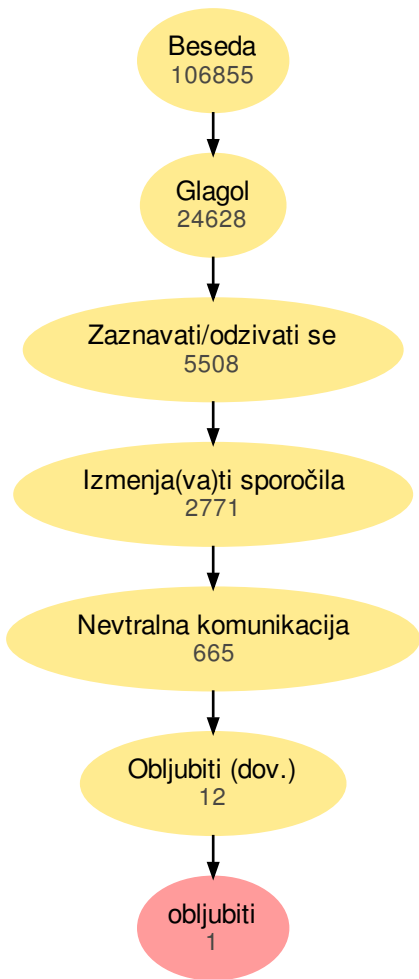 Beseda
106855
Glagol
24628
Zaznavati/odzivati se
5508
Izmenja(va)ti sporočila
2771
Nevtralna komunikacija
665
Obljubiti (dov.)
12
obljubiti
1